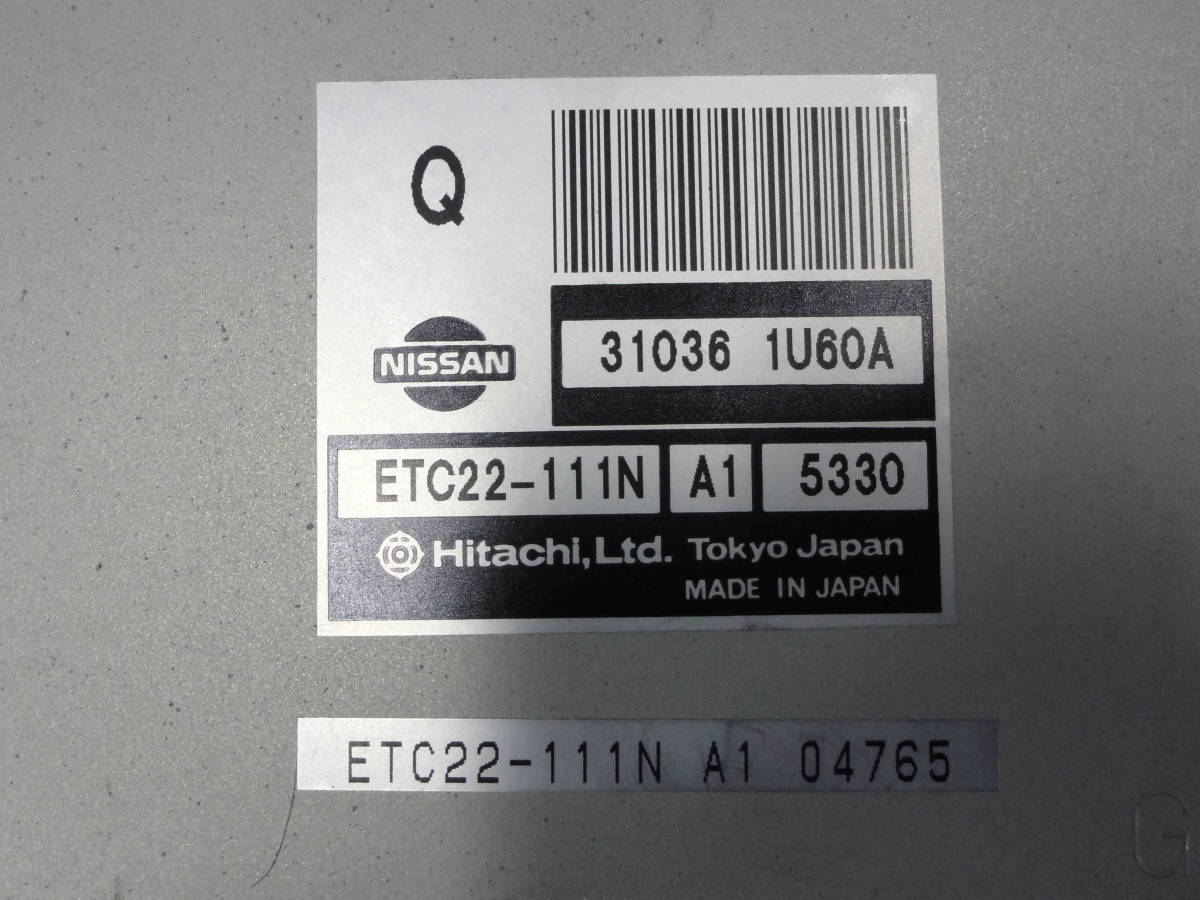 Q
31036 1U60A
NISSAN
ETC22-111N A1 5330
Hitachi, Ltd. Tokyo Japan
MADE IN JAPAN
ETC22-111N A1 04765
G